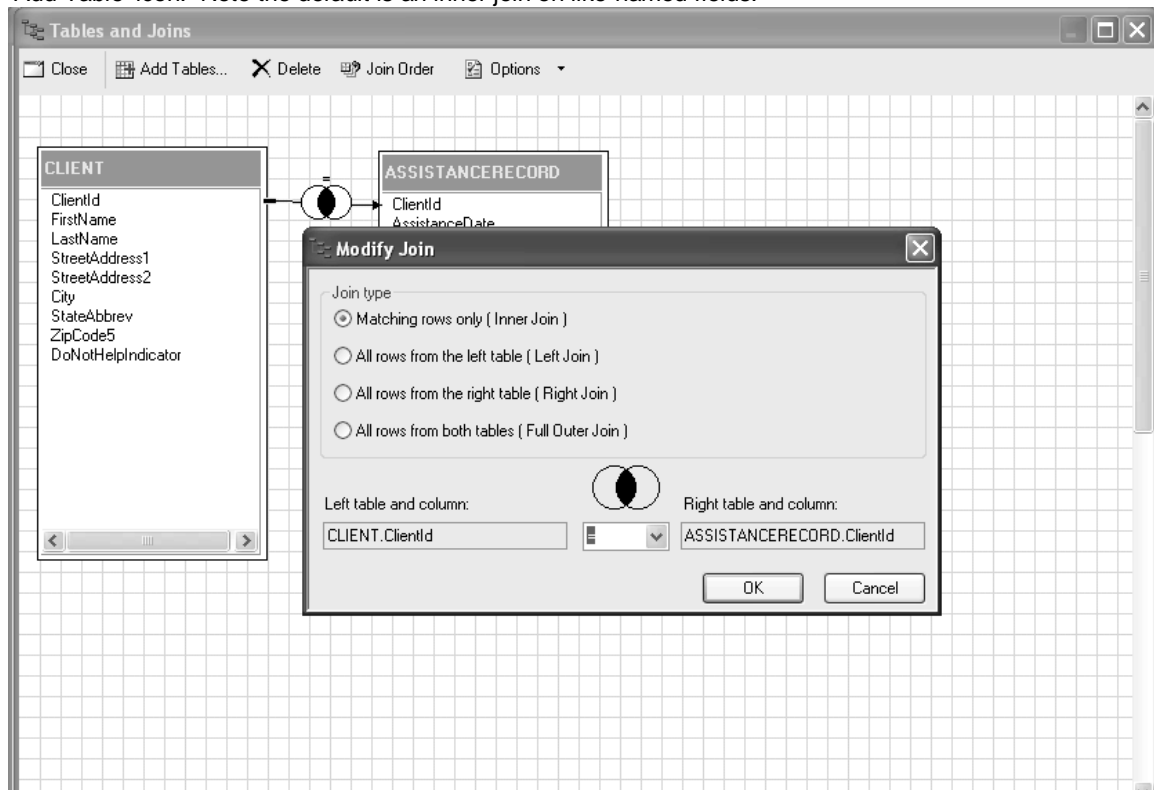 "Add Table" icon. Note the default is an inner join on like-named fields.
Tables and Joins
Close Add Tables... Delete Join Order Options
CLIENT
ClientId
FirstName
LastName
StreetAddress1
StreetAddress2
City
StateAbbrev
ZipCode5
DoNotHelpIndicator
=
ASSISTANCERECORD
ClientId
AssistanceDate
Modify Join
Join type
Matching rows only ( Inner Join )
All rows from the left table ( Left Join )
All rows from the right table ( Right Join )
All rows from both tables ( Full Outer Join )
Left table and column: Right table and column:
CLIENT.ClientId = ASSISTANCERECORD.ClientId
OK Cancel